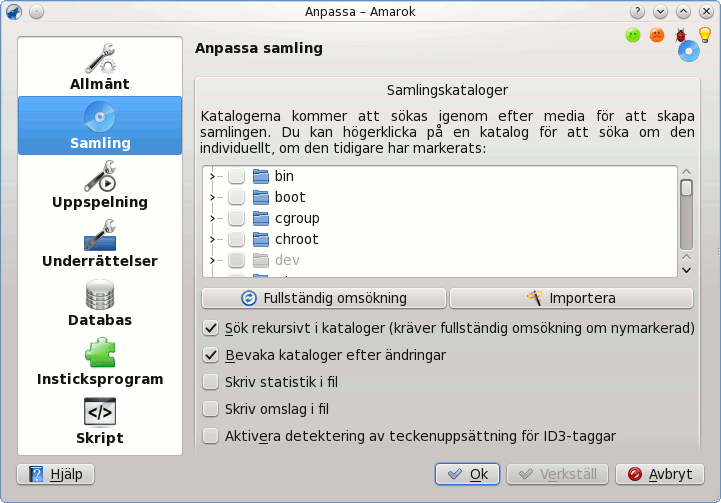 Anpassa – Amarok
Allmänt
Samling
Uppspelning
Underrättelser
Databas
Insticksprogram
Skript
Anpassa samling
Samlingskataloger
Katalogerna kommer att sökas igenom efter media för att skapa
samlingen. Du kan högerklicka på en katalog för att söka om den
individuellt, om den tidigare har markerats:
bin
boot
cgroup
chroot
dev
Fullständig omsökning
Importera
Sök rekursivt i kataloger (kräver fullständig omsökning om nymarkerad)
Bevaka kataloger efter ändringar
Skriv statistik i fil
Skriv omslag i fil
Aktivera detektering av teckenuppsättning för ID3-taggar
Hjälp
Ok
Verkställ
Avbryt